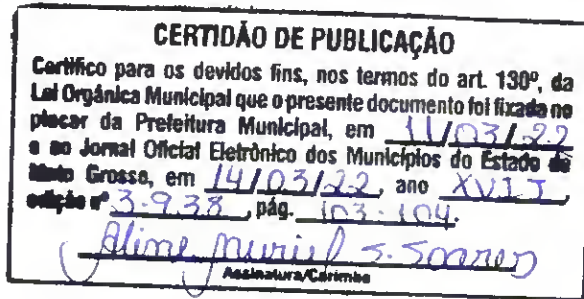 CERTIDÃO DE PUBLICAÇÃO
Certifico para os devidos fins, nos termos do art. 130º, da
Lei Orgânica Municipal que o presente documento foi fixada no
placar da Prefeitura Municipal, em 11/03/22
e ao Jornal Oficial Eletrônico dos Municípios do Estado de
Mato Grosso, em 14/03/22, ano XVII,
edição nº 3.938, pág. 103-104.
Aline Muriel S. Soares
Assinatura/Carimbo